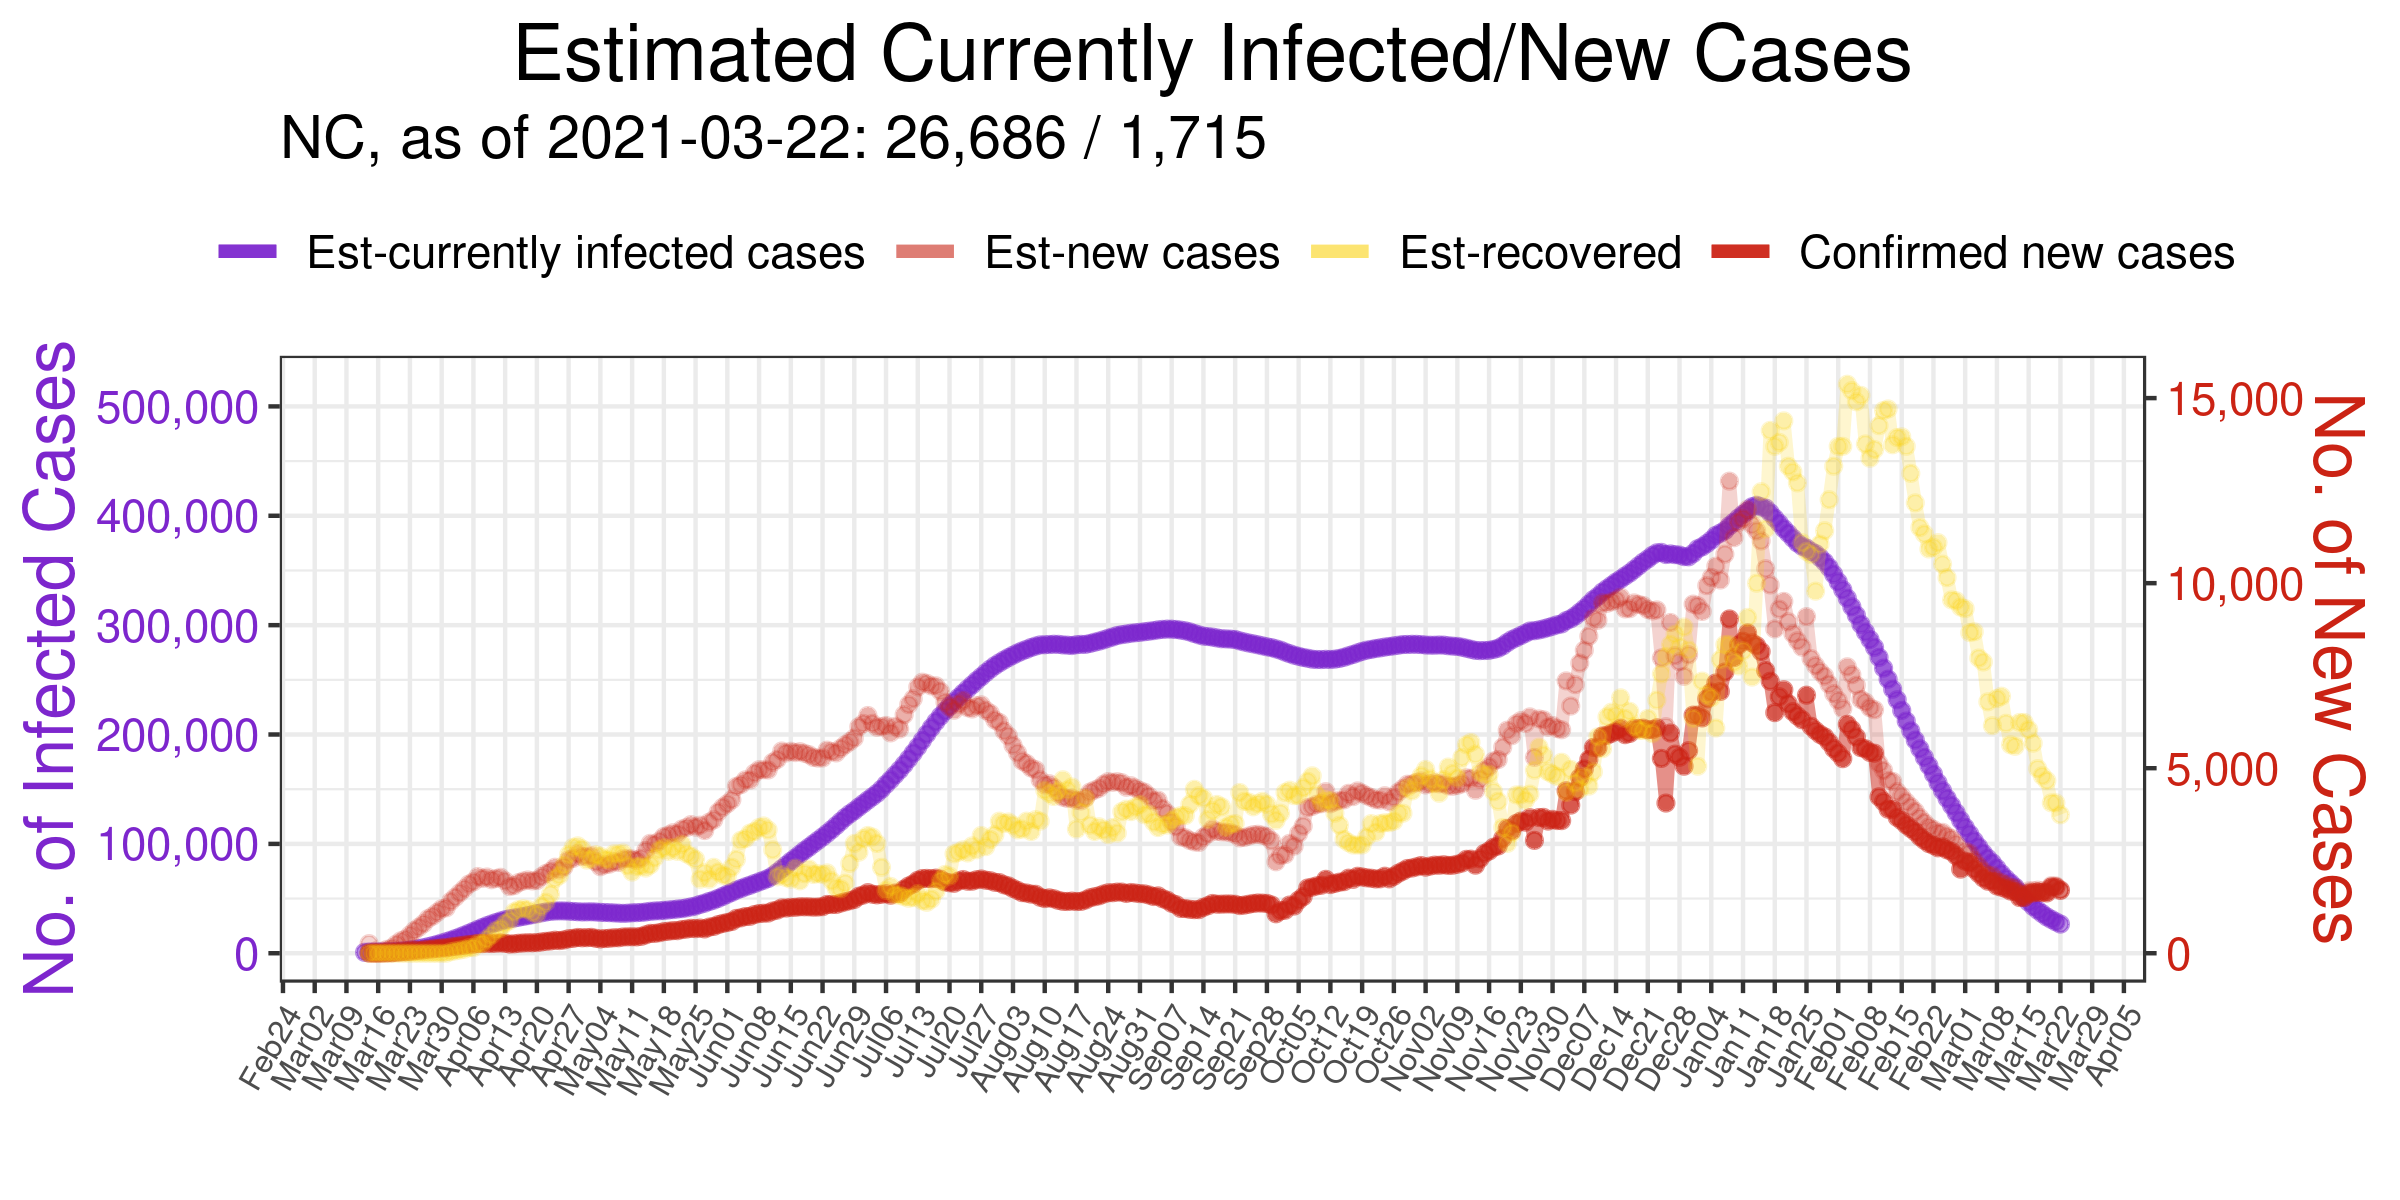 Estimated Currently Infected/New Cases
NC, as of 2021-03-22: 26,686 / 1,715
Est-currently infected cases Est-new cases Est-recovered Confirmed new cases
No. of Infected Cases
500,000
400,000
300,000
200,000
100,000
0
15,000
10,000
5,000
0
No. of New Cases
Feb24 Mar02 Mar09 Mar16 Mar23 Mar30 Apr06 Apr13 Apr20 Apr27 May04 May11 May18 May25 Jun01 Jun08 Jun15 Jun22 Jun29 Jul06 Jul13 Jul20 Jul27 Aug03 Aug10 Aug17 Aug24 Aug31 Sep07 Sep14 Sep21 Sep28 Oct05 Oct12 Oct19 Oct26 Nov02 Nov09 Nov16 Nov23 Nov30 Dec07 Dec14 Dec21 Dec28 Jan04 Jan11 Jan18 Jan25 Feb01 Feb08 Feb15 Feb22 Mar01 Mar08 Mar15 Mar22 Mar29 Apr05